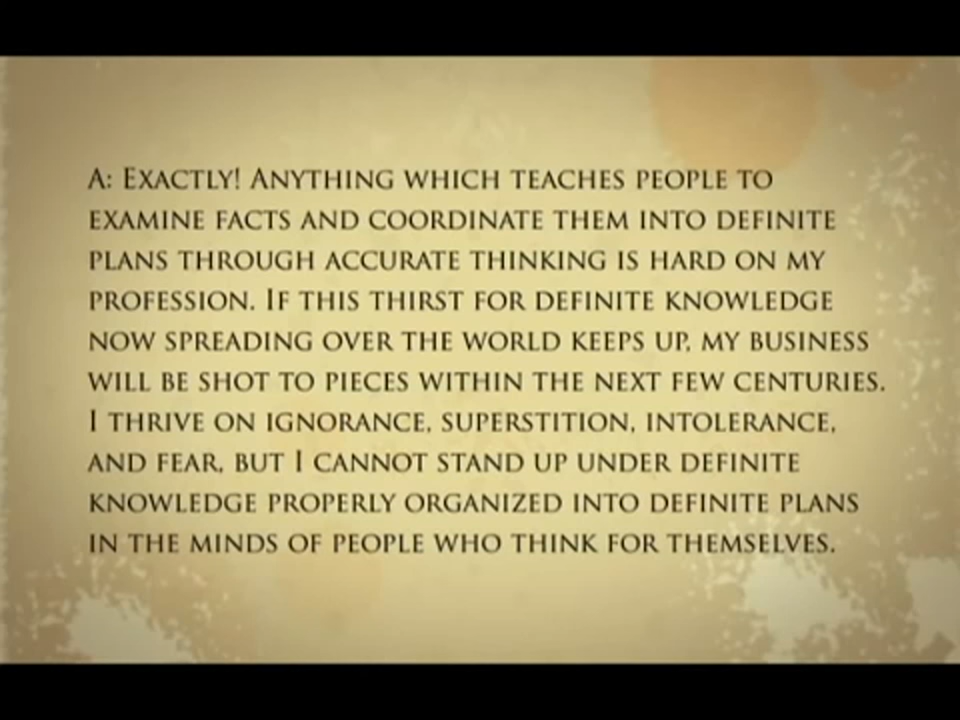 A: EXACTLY! ANYTHING WHICH TEACHES PEOPLE TO
EXAMINE FACTS AND COORDINATE THEM INTO DEFINITE
PLANS THROUGH ACCURATE THINKING IS HARD ON MY
PROFESSION. IF THIS THIRST FOR DEFINITE KNOWLEDGE
NOW SPREADING OVER THE WORLD KEEPS UP, MY BUSINESS
WILL BE SHOT TO PIECES WITHIN THE NEXT FEW CENTURIES.
I THRIVE ON IGNORANCE, SUPERSTITION, INTOLERANCE,
AND FEAR, BUT I CANNOT STAND UP UNDER DEFINITE
KNOWLEDGE PROPERLY ORGANIZED INTO DEFINITE PLANS
IN THE MINDS OF PEOPLE WHO THINK FOR THEMSELVES.